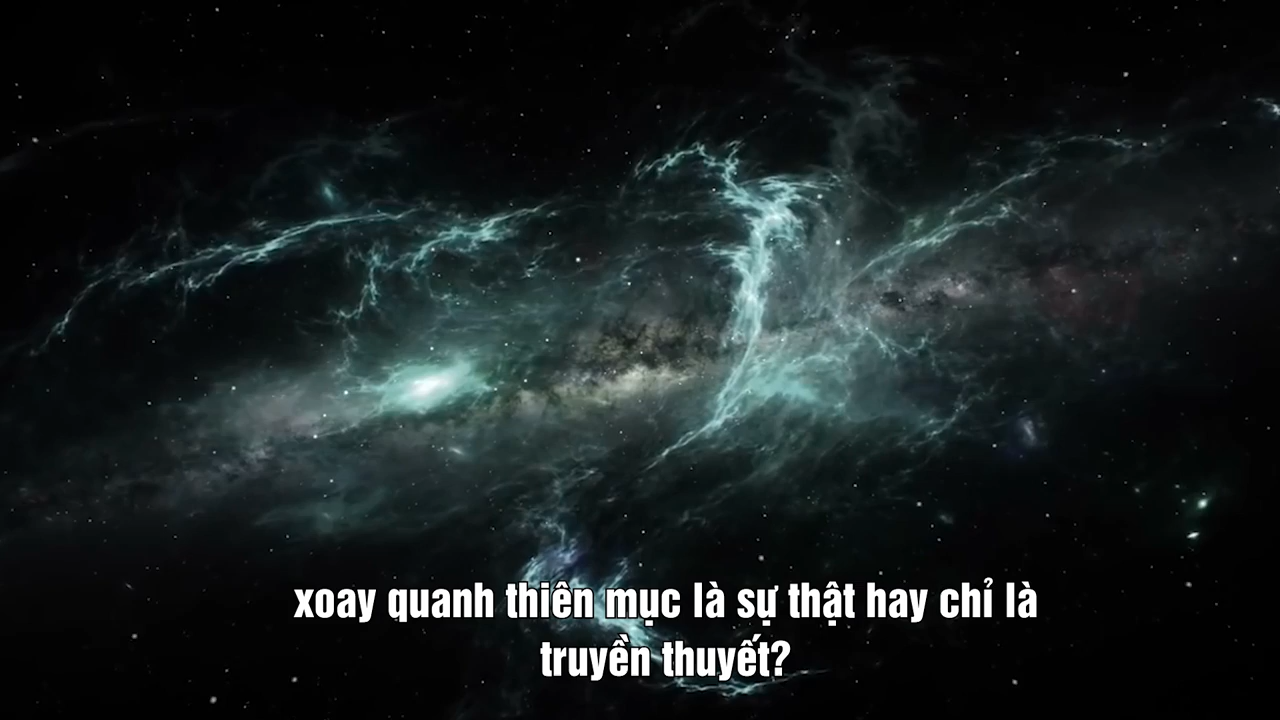 xoay quanh thiên mục là sự thật hay chỉ là
truyền thuyết?